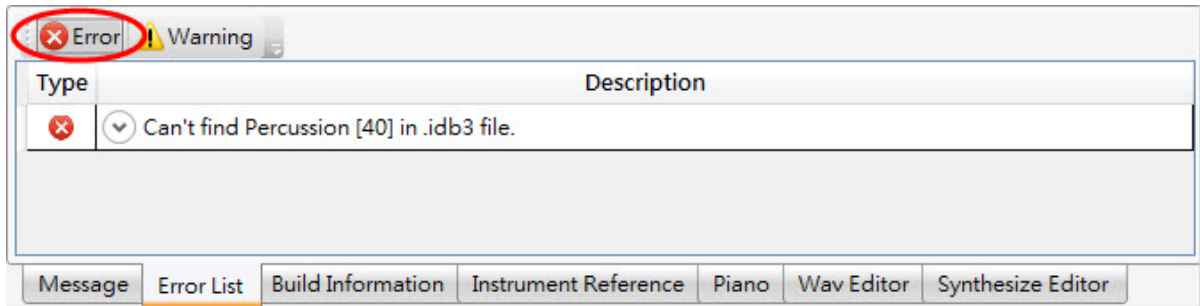 Error Warning
Type Description
Can't find Percussion [40] in .idb3 file.
Message Error List Build Information Instrument Reference Piano Wav Editor Synthesize Editor